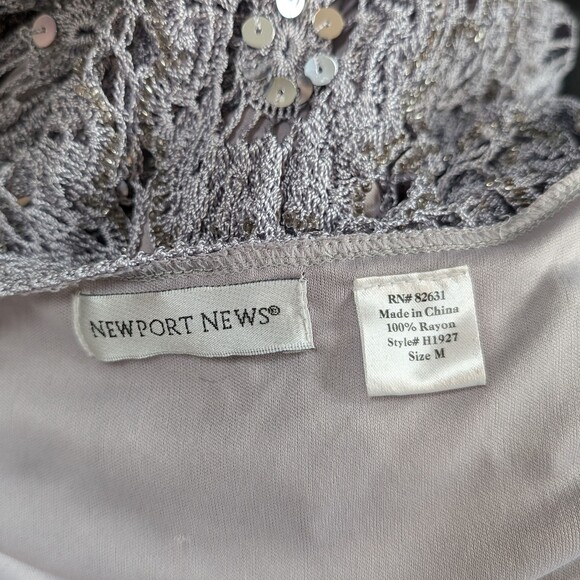 NEWPORT NEWS®
RN# 82631
Made in China
100% Rayon
Style# H1927
Size M